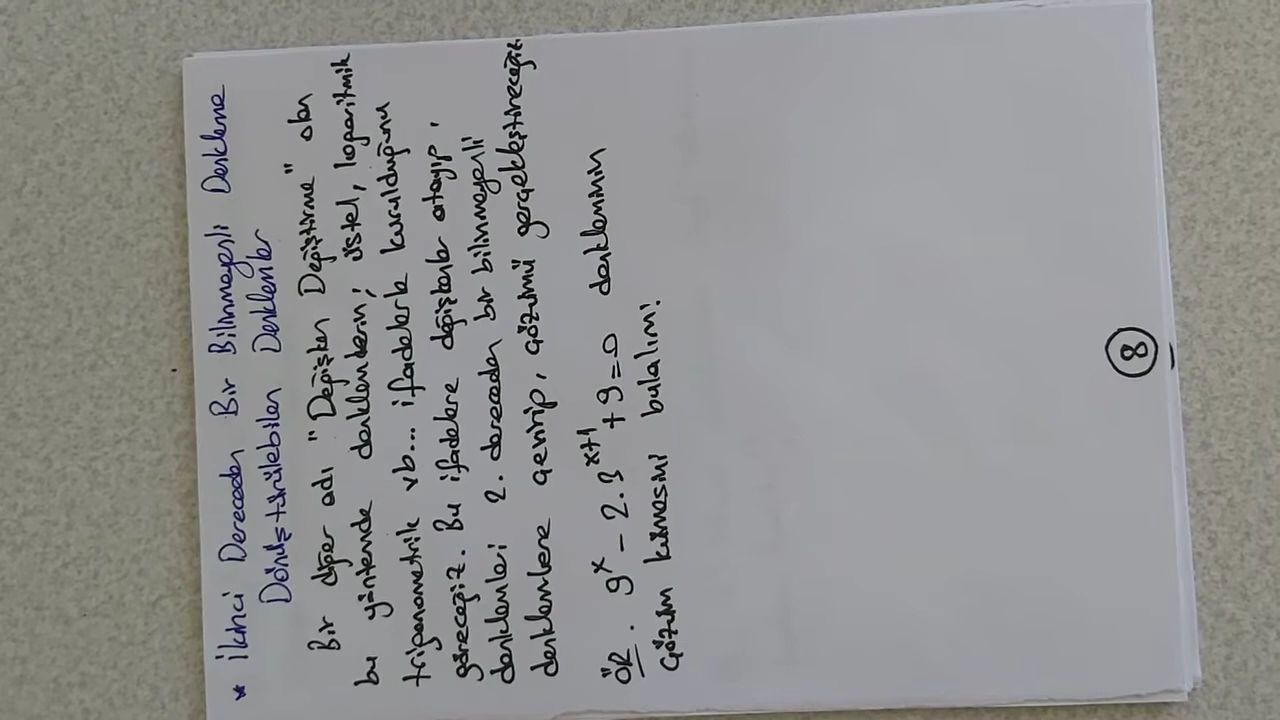 * İkinci Dereceden Bir Bilinmeyenli Denkleme
Dönüştürülebilen Denklemler
Bir diğer adı "Değişken Değiştirme" olan
bu yöntemde denklemlerin; üstel, logaritmik
trigonometrik vb... ifadelerle kurulduğunu
göreceğiz. Bu ifadelere değişkenler atayıp,
denklemleri 2. dereceden bir bilinmeyenli
denklemlere çevirip, çözümü gerçekleştireceğiz
ÖR. 9^x - 2.3^x+1 + 9 = 0 denkleminin
Çözüm kümesini bulalım!
8